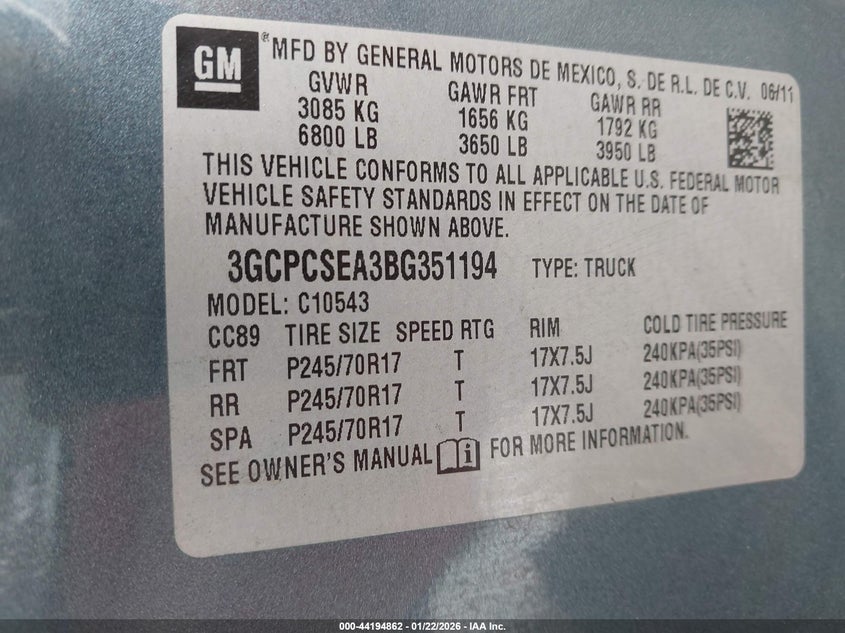 GM
®MFD BY GENERAL MOTORS DE MEXICO, S. DE R.L. DE C.V. 06/11
GVWR GAWR FRT GAWR RR
3085 KG 1656 KG 1792 KG
6800 LB 3650 LB 3950 LB
THIS VEHICLE CONFORMS TO ALL APPLICABLE U.S. FEDERAL MOTOR
VEHICLE SAFETY STANDARDS IN EFFECT ON THE DATE OF
MANUFACTURE SHOWN ABOVE.
3GCPCSEA3BG351194 TYPE: TRUCK
MODEL: C10543
CC89 TIRE SIZE SPEED RTG RIM COLD TIRE PRESSURE
FRT P245/70R17 T 17X7.5J 240KPA(35PSI)
RR P245/70R17 T 17X7.5J 240KPA(35PSI)
SPA P245/70R17 T 17X7.5J 240KPA(35PSI)
SEE OWNER'S MANUAL FOR MORE INFORMATION.
000-44194862 - 01/22/2026 - IAA Inc.